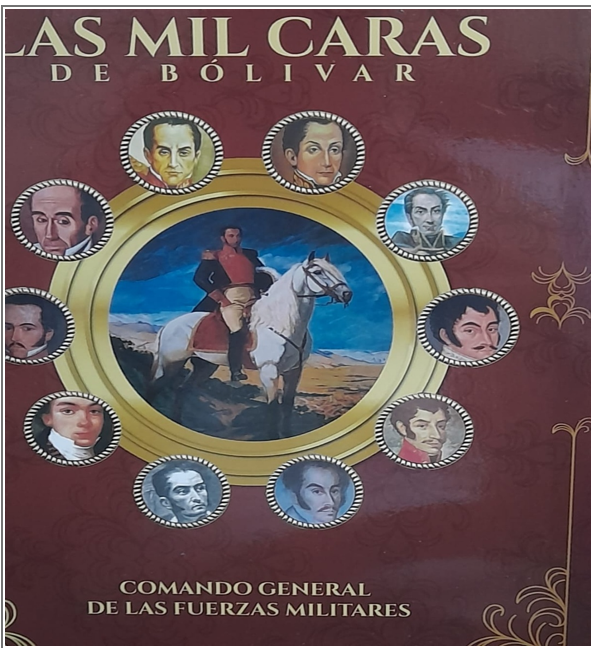 LAS MIL CARAS
DE BÓLIVAR
COMANDO GENERAL
DE LAS FUERZAS MILITARES